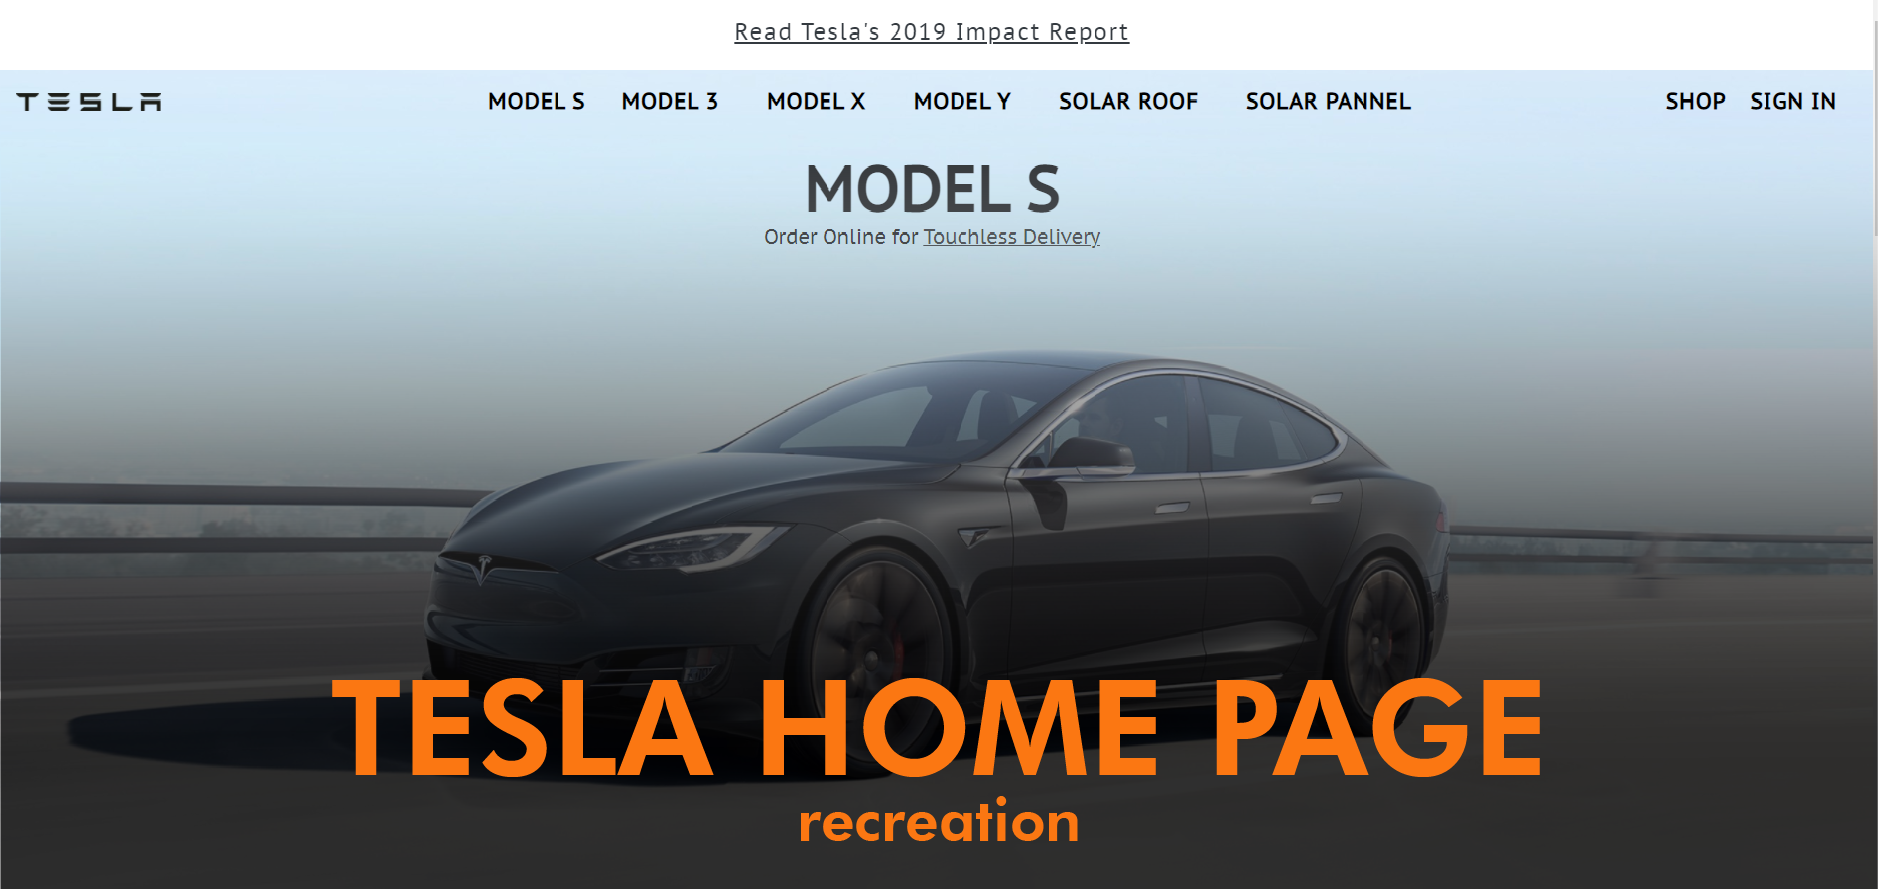 Read Tesla's 2019 Impact Report
TESLA MODEL S MODEL 3 MODEL X MODEL Y SOLAR ROOF SOLAR PANNEL SHOP SIGN IN
MODEL S
Order Online for Touchless Delivery
TESLA HOME PAGE
recreation